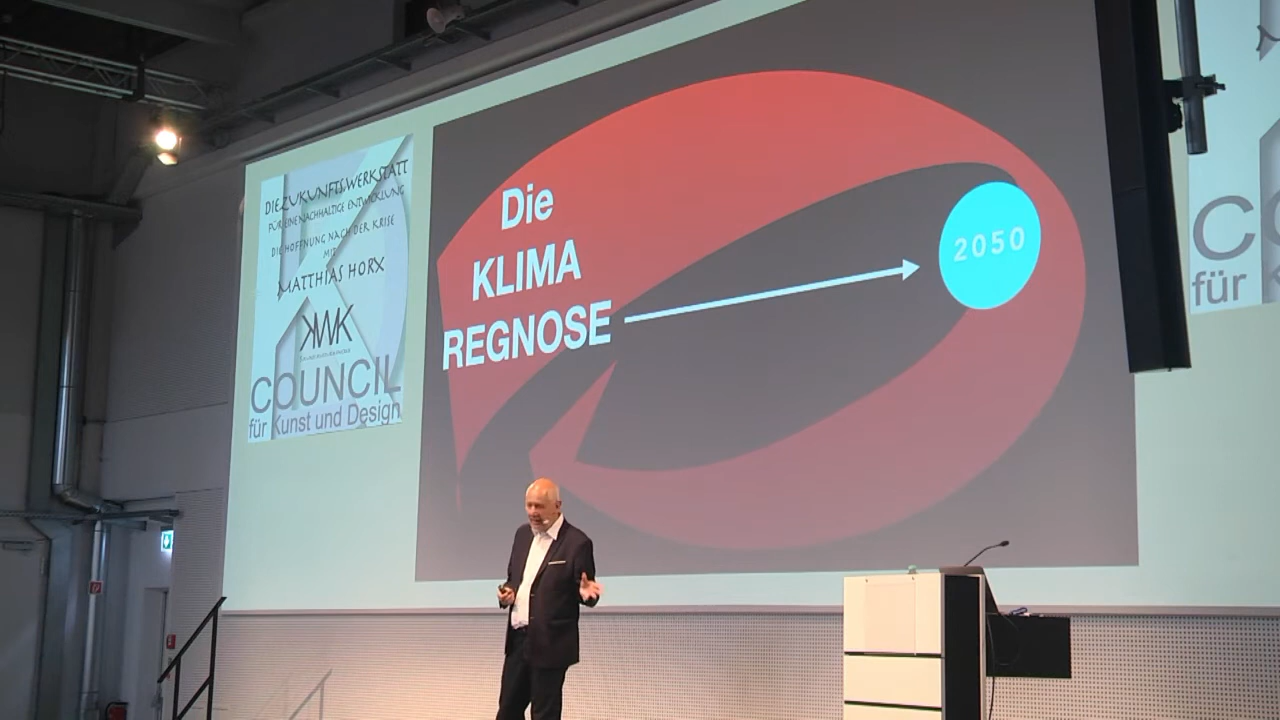 DIE ZUKUNFTSWERKSTATT
FÜR EINE NACHHALTIGE ENTWICKLUNG
DIE HOFFNUNG NACH DER KRISE
MIT
MATTHIAS HORX
KWK
COUNCIL
für Kunst und Design
Die
KLIMA
REGNOSE
2050
für